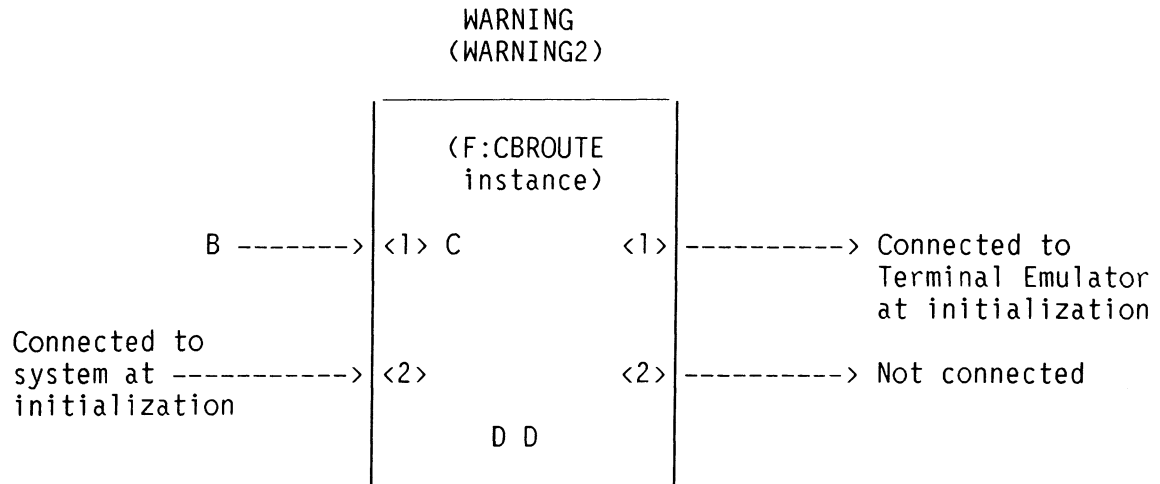 WARNING
(WARNING2)
(F:CBROUTE
instance)
B -------> <1> C <1> ----------> Connected to
Terminal Emulator
at initialization
Connected to
system at -----------> <2> <2> ----------> Not connected
initialization
D D